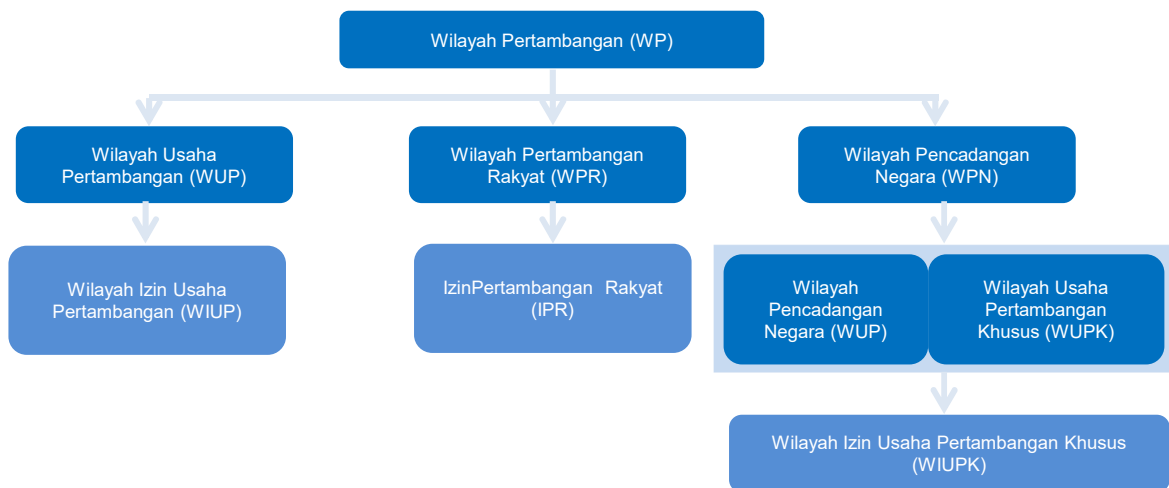 Wilayah Pertambangan (WP)
Wilayah Usaha
Pertambangan (WUP)
Wilayah Pertambangan
Rakyat (WPR)
Wilayah Pencadangan
Negara (WPN)
Wilayah Izin Usaha
Pertambangan (WIUP)
IzinPertambangan Rakyat
(IPR)
Wilayah
Pencadangan
Negara (WUP)
Wilayah Usaha
Pertambangan
Khusus (WUPK)
Wilayah Izin Usaha Pertambangan Khusus
(WIUPK)